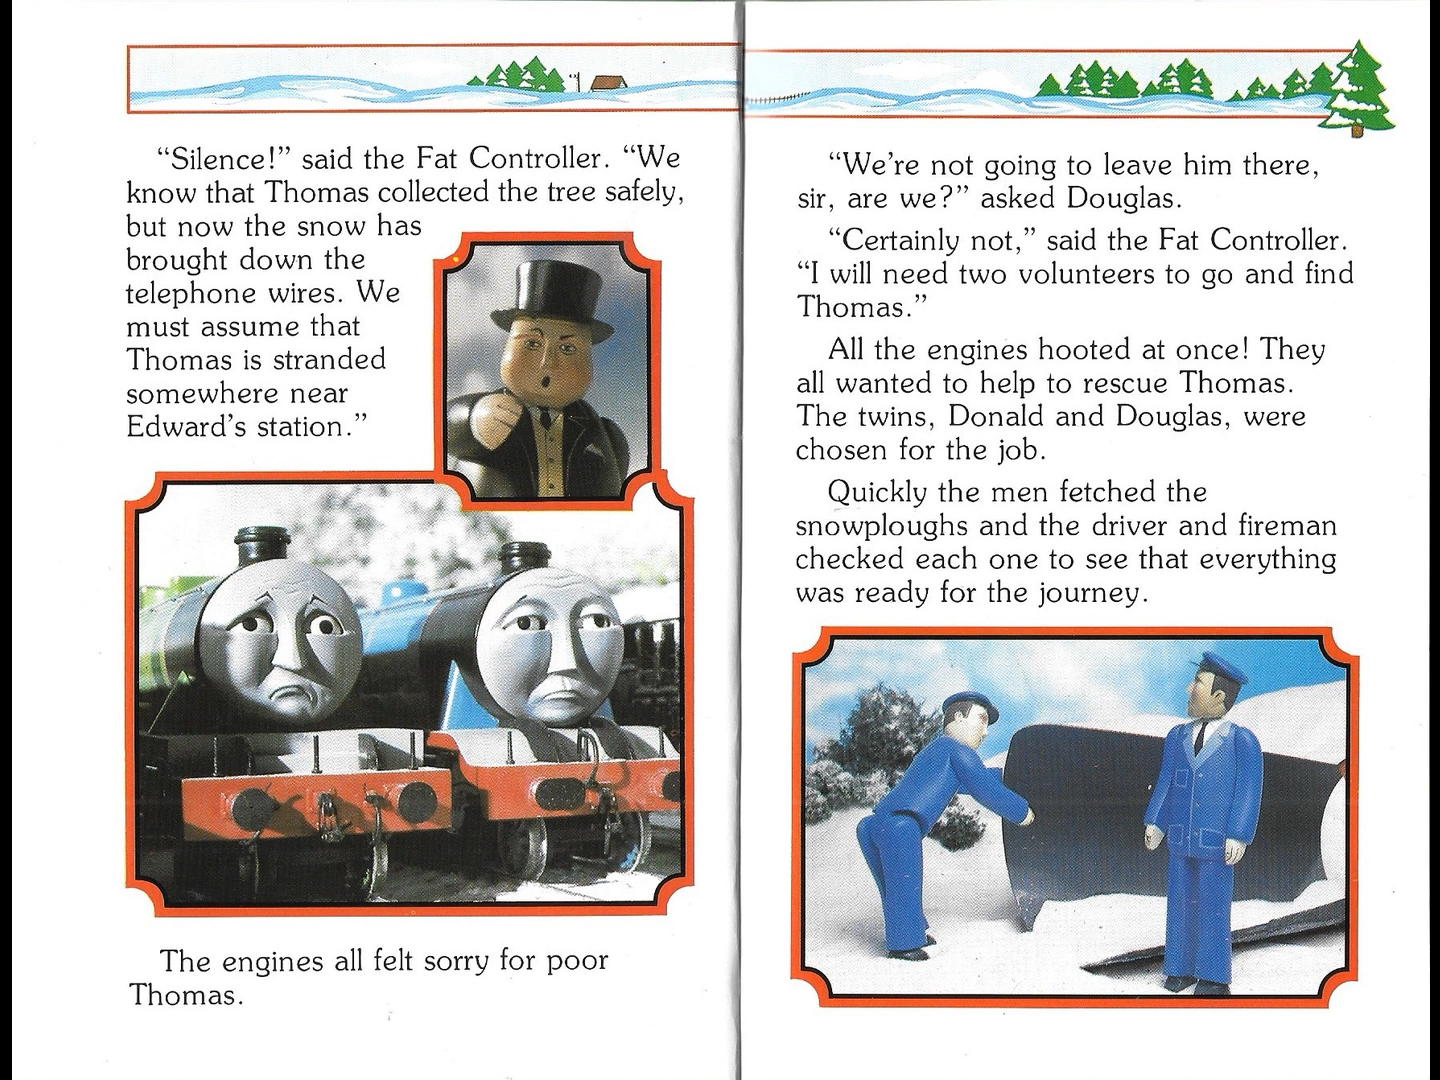 “Silence!” said the Fat Controller. “We
know that Thomas collected the tree safely,
but now the snow has
brought down the
telephone wires. We
must assume that
Thomas is stranded
somewhere near
Edward’s station.”
The engines all felt sorry for poor
Thomas.
“We’re not going to leave him there,
sir, are we?” asked Douglas.
“Certainly not,” said the Fat Controller.
“I will need two volunteers to go and find
Thomas.”
All the engines hooted at once! They
all wanted to help to rescue Thomas.
The twins, Donald and Douglas, were
chosen for the job.
Quickly the men fetched the
snowploughs and the driver and fireman
checked each one to see that everything
was ready for the journey.